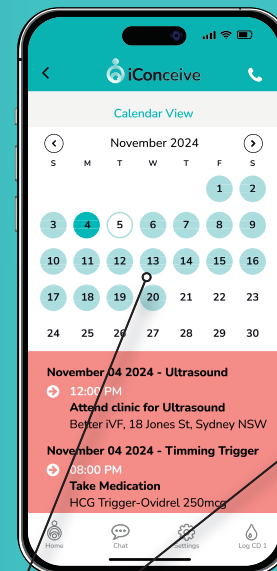 iConceive
Calendar View
November 2024
S M T W T F S
1 2
3 4 5 6 7 8 9
10 11 12 13 14 15 16
17 18 19 20 21 22 23
24 25 26 27 28 29 30
November 04 2024 - Ultrasound
12:00 PM
Attend clinic for Ultrasound
Better iVF, 18 Jones St, Sydney NSW
November 04 2024 - Timming Trigger
08:00 PM
Take Medication
HCG Trigger-Ovidrel 250mcg
Home Chat Settings Log CD 1